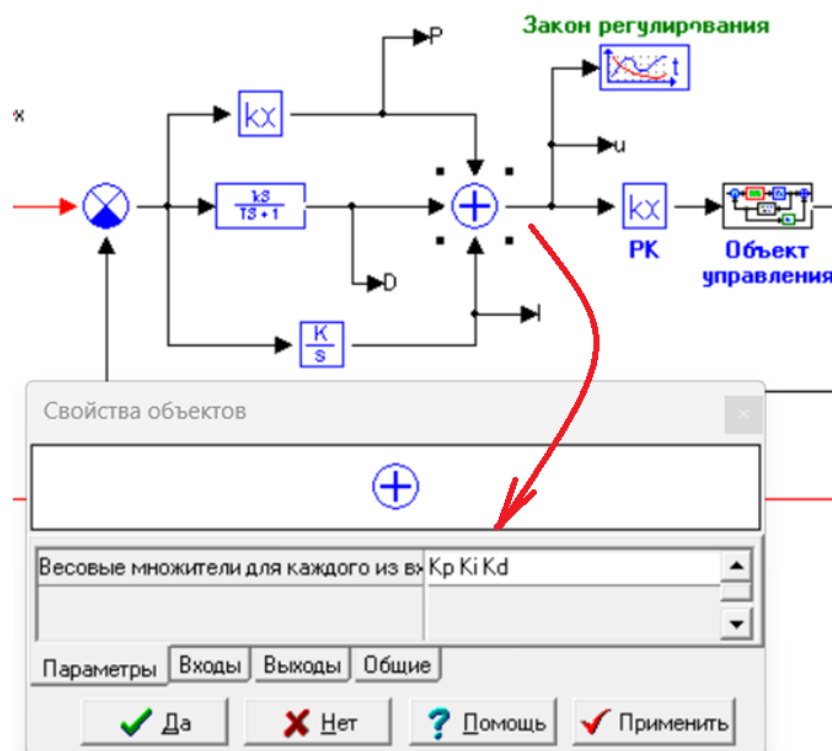 Закон регулирования
P
x
kx
t
u
kS
TS + 1
kx
D
РК
Объект
управления
I
K
s
Свойства объектов
Весовые множители для каждого из вх
Kp Ki Kd
Параметры
Входы
Выходы
Общие
Да
Нет
Помощь
Применить